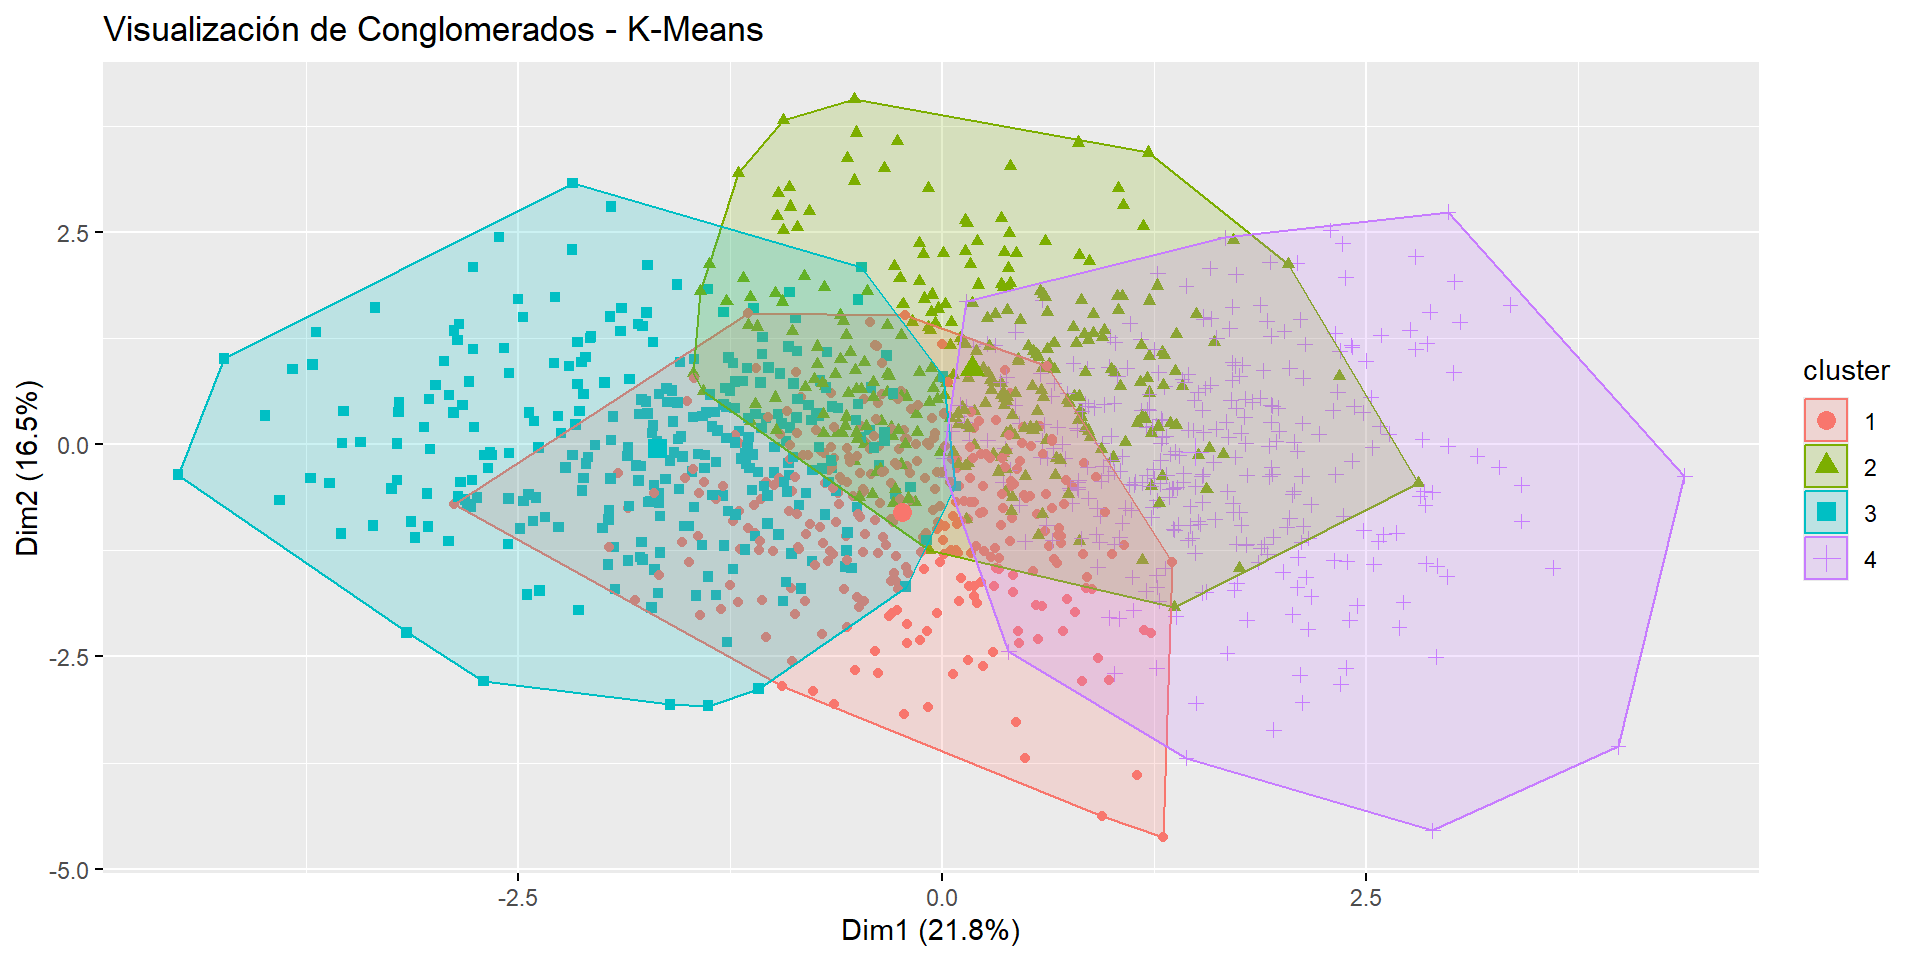 Visualización de Conglomerados - K-Means
Dim2 (16.5%)
2.5
0.0
-2.5
-5.0
-2.5
0.0
2.5
Dim1 (21.8%)
cluster
1
2
3
4